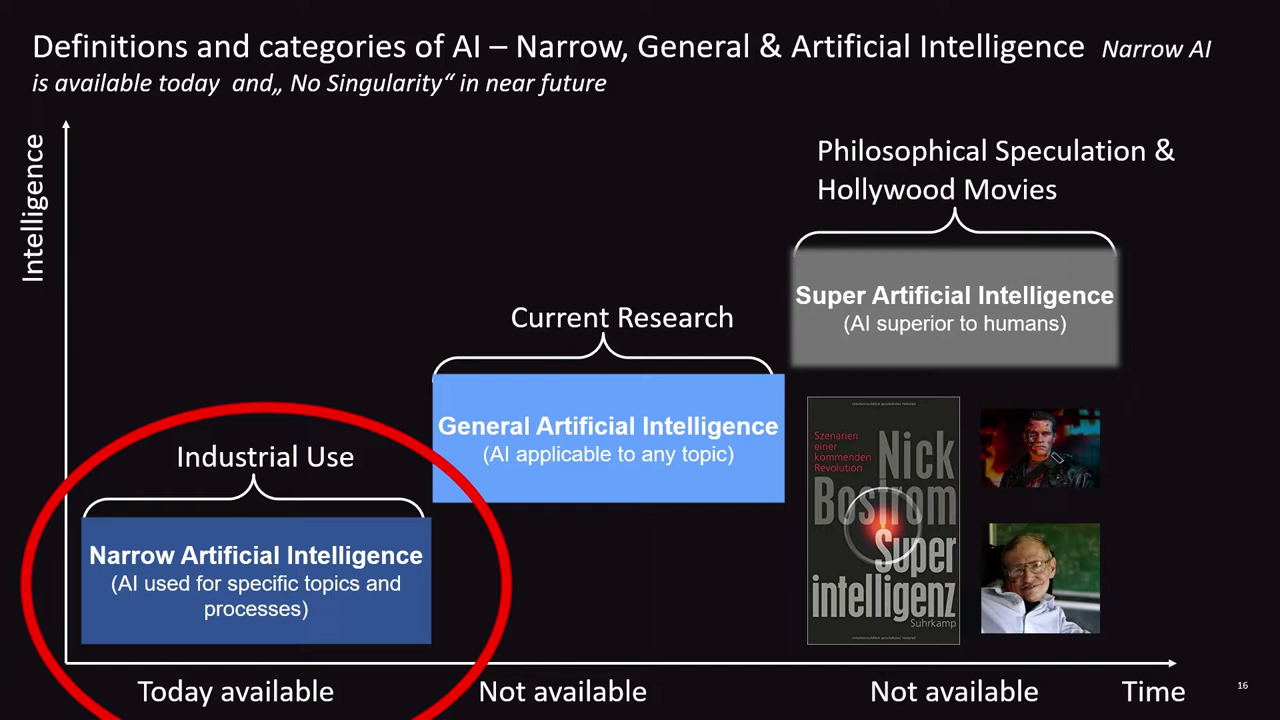 Definitions and categories of AI – Narrow, General & Artificial Intelligence Narrow AI
is available today and„ No Singularity“ in near future
Intelligence
Philosophical Speculation &
Hollywood Movies
Super Artificial Intelligence
(AI superior to humans)
Current Research
General Artificial Intelligence
(AI applicable to any topic)
Industrial Use
Narrow Artificial Intelligence
(AI used for specific topics and
processes)
Szenarien
einer
kommenden
Revolution
Nick
Bostrom
Super
intelligenz
Suhrkamp
Today available
Not available
Not available
Time
16